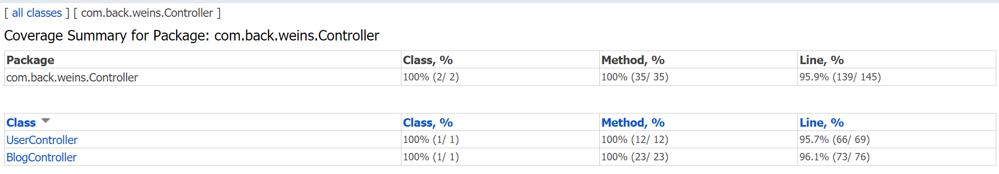 [ all classes ] [ com.back.weins.Controller ]
Coverage Summary for Package: com.back.weins.Controller
Package Class, % Method, % Line, %
com.back.weins.Controller 100% (2/ 2) 100% (35/ 35) 95.9% (139/ 145)
Class Class, % Method, % Line, %
UserController 100% (1/ 1) 100% (12/ 12) 95.7% (66/ 69)
BlogController 100% (1/ 1) 100% (23/ 23) 96.1% (73/ 76)